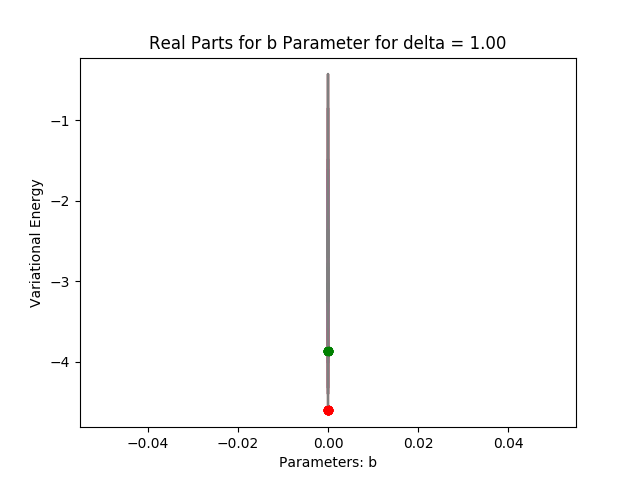 Real Parts for b Parameter for delta = 1.00
Variational Energy
−1
−2
−3
−4
−0.04 −0.02 0.00 0.02 0.04
Parameters: b